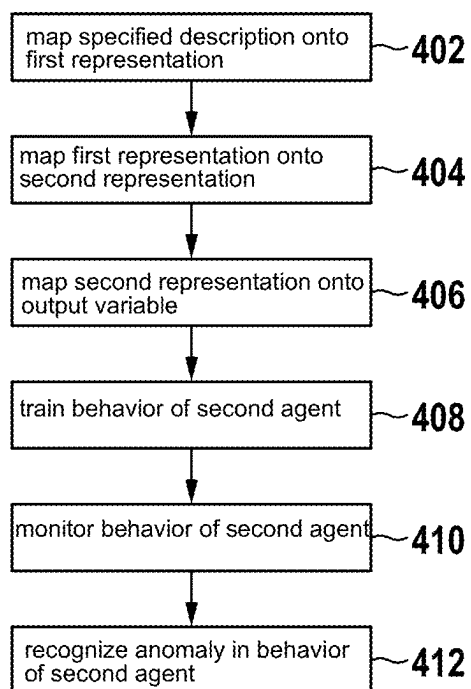 map specified description onto
first representation
402
map first representation onto
second representation
404
map second representation onto
output variable
406
train behavior of second agent
408
monitor behavior of second agent
410
recognize anomaly in behavior
of second agent
412